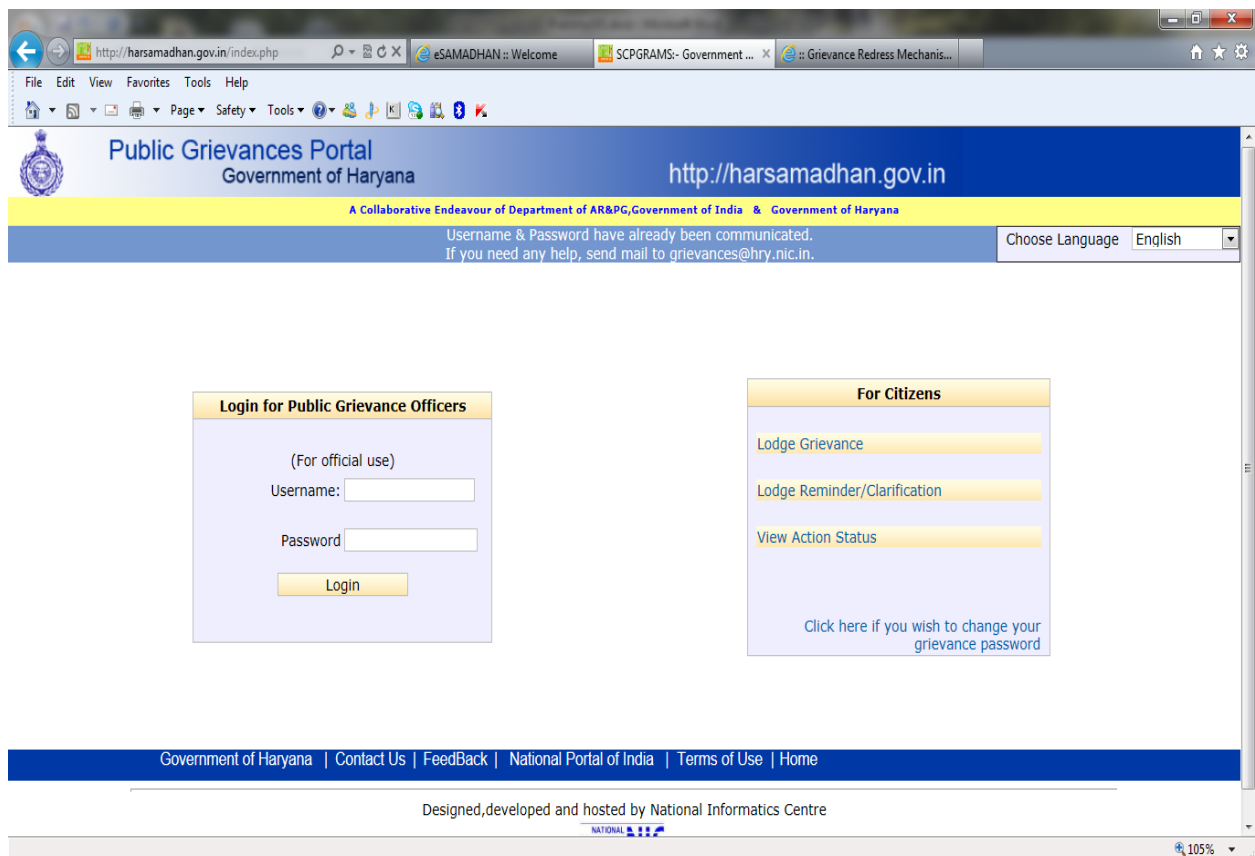 http://harsamadhan.gov.in/index.php
eSAMADHAN :: Welcome
SCPGRAMS:- Government ...
:: Grievance Redress Mechanis...
File Edit View Favorites Tools Help
Page Safety Tools
Public Grievances Portal
Government of Haryana
http://harsamadhan.gov.in
A Collaborative Endeavour of Department of AR&PG,Government of India & Government of Haryana
Username & Password have already been communicated.
If you need any help, send mail to grievances@hry.nic.in.
Choose Language English
Login for Public Grievance Officers
(For official use)
Username:
Password
Login
For Citizens
Lodge Grievance
Lodge Reminder/Clarification
View Action Status
Click here if you wish to change your
grievance password
Government of Haryana | Contact Us | FeedBack | National Portal of India | Terms of Use | Home
Designed,developed and hosted by National Informatics Centre
NATIONAL
105%